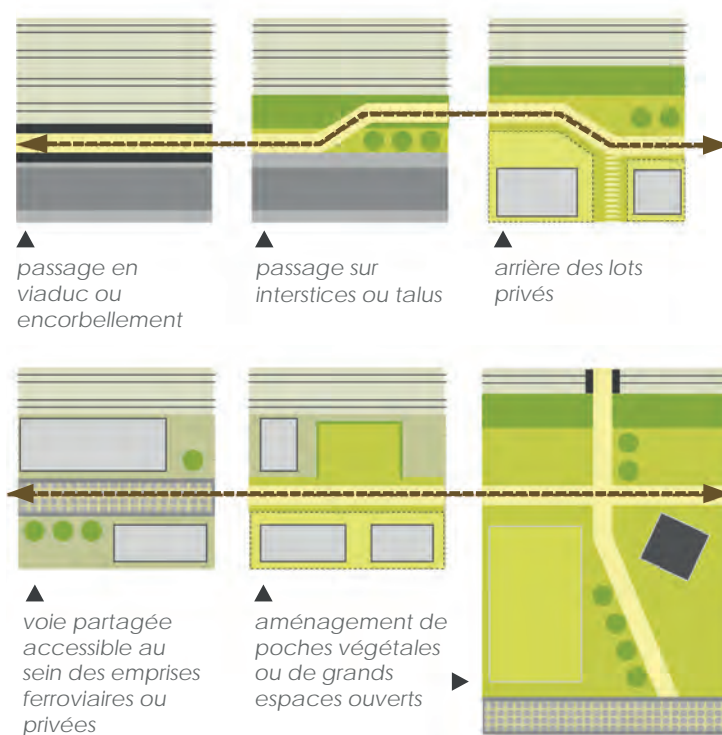 passage en
viaduc ou
encorbellement
passage sur
interstices ou talus
arrière des lots
privés
voie partagée
accessible au
sein des emprises
ferroviaires ou
privées
aménagement de
poches végétales
ou de grands
espaces ouverts